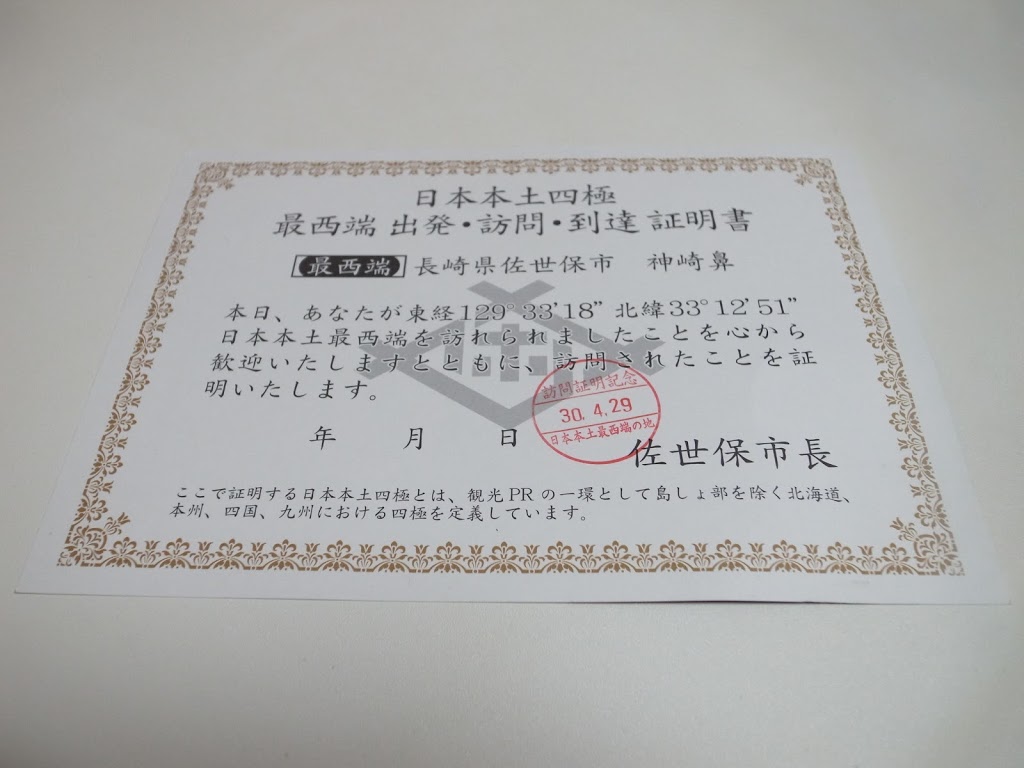 日本本土四極
最西端 出発・訪問・到達 証明書
【最西端】長崎県佐世保市 神崎鼻
本日、あなたが東経129°33’18” 北緯33°12’51”
日本本土最西端を訪れられましたことを心から
歓迎いたしますとともに、訪問されたことを証
明いたします。
年 月 日
訪問証明記念
30.4.29
日本本土最西端の地
佐世保市長
ここで証明する日本本土四極とは、観光PRの一環として島しょ部を除く北海道、
本州、四国、九州における四極を定義しています。